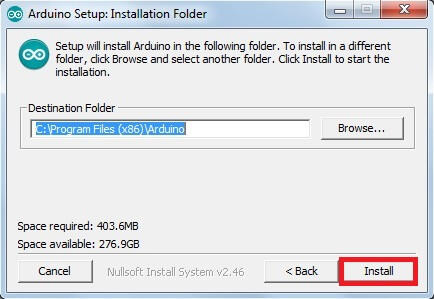 Arduino Setup: Installation Folder
Setup will install Arduino in the following folder. To install in a different
folder, click Browse and select another folder. Click Install to start the
installation.
Destination Folder
C:\Program Files (x86)\Arduino
Browse...
Space required: 403.6MB
Space available: 276.9GB
Cancel
Nullsoft Install System v2.46
< Back
Install